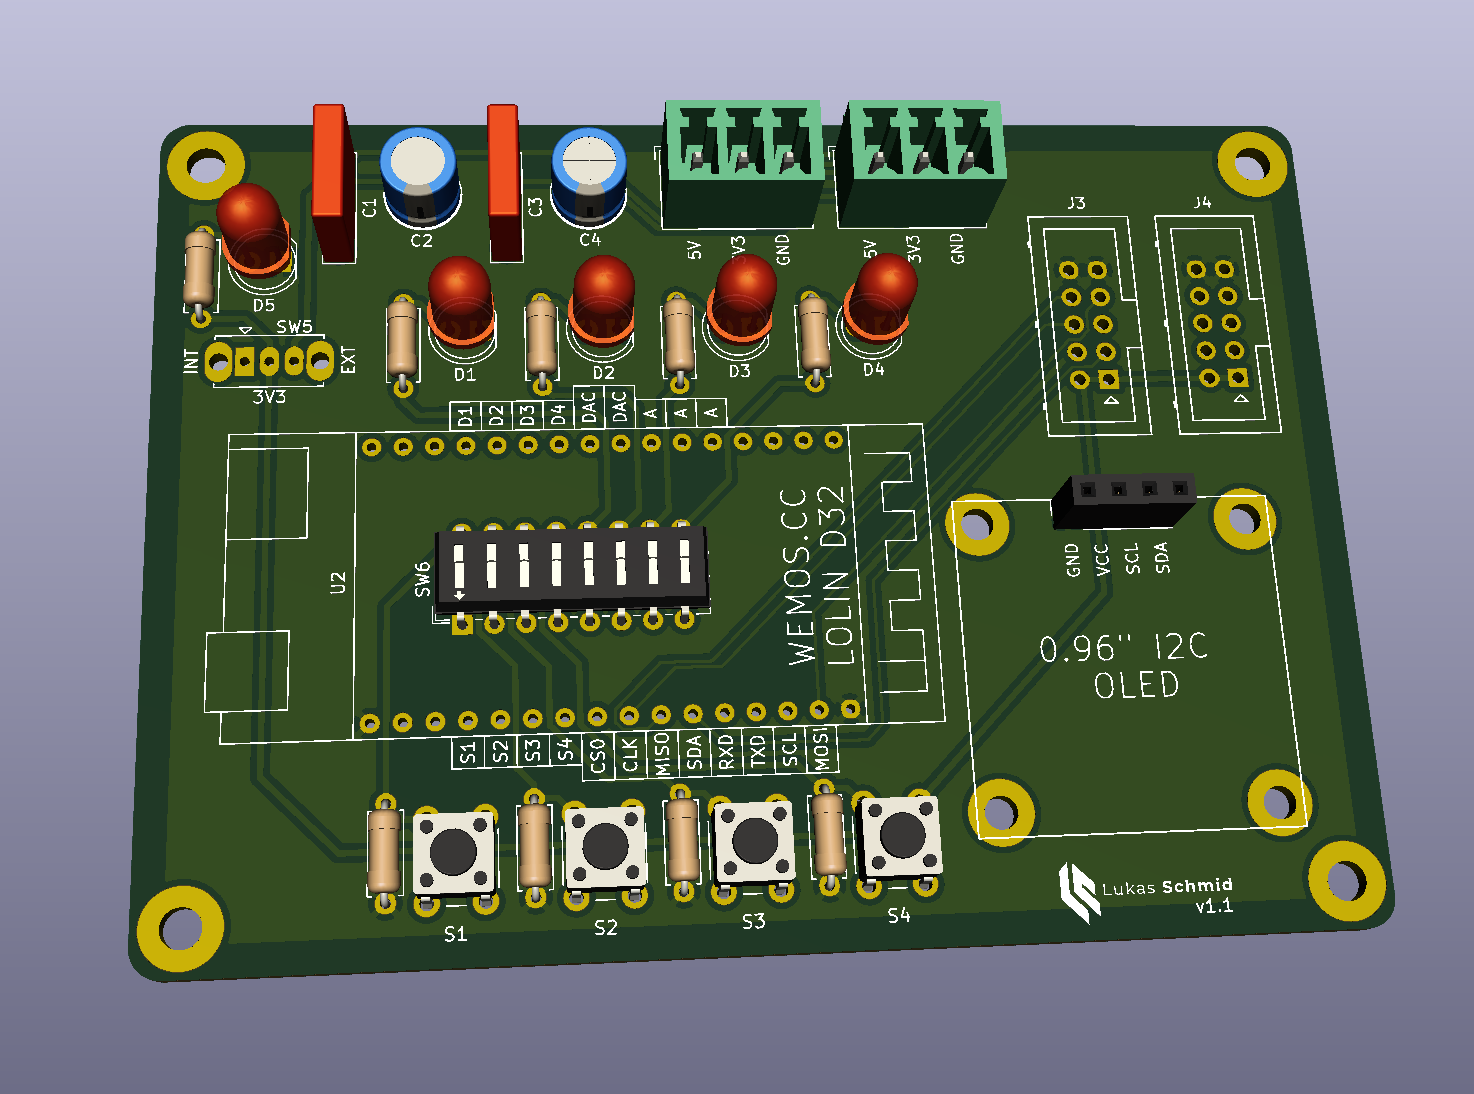 C1
C2
C3
C4
5V
3V3
GND
5V
3V3
GND
J3
J4
D5
SW5
INT
EXT
3V3
D1
D2
D3
D4
D1
D2
D3
D4
DAC
DAC
A
A
A
U2
SW6
WEMOS.CC
LOLIN D32
GND
VCC
SCL
SDA
0.96" I2C
OLED
S1
S2
S3
S4
CS0
CLK
MISO
SDA
RXD
TXD
SCL
MOSI
S1
S2
S3
S4
Lukas Schmid
v1.1